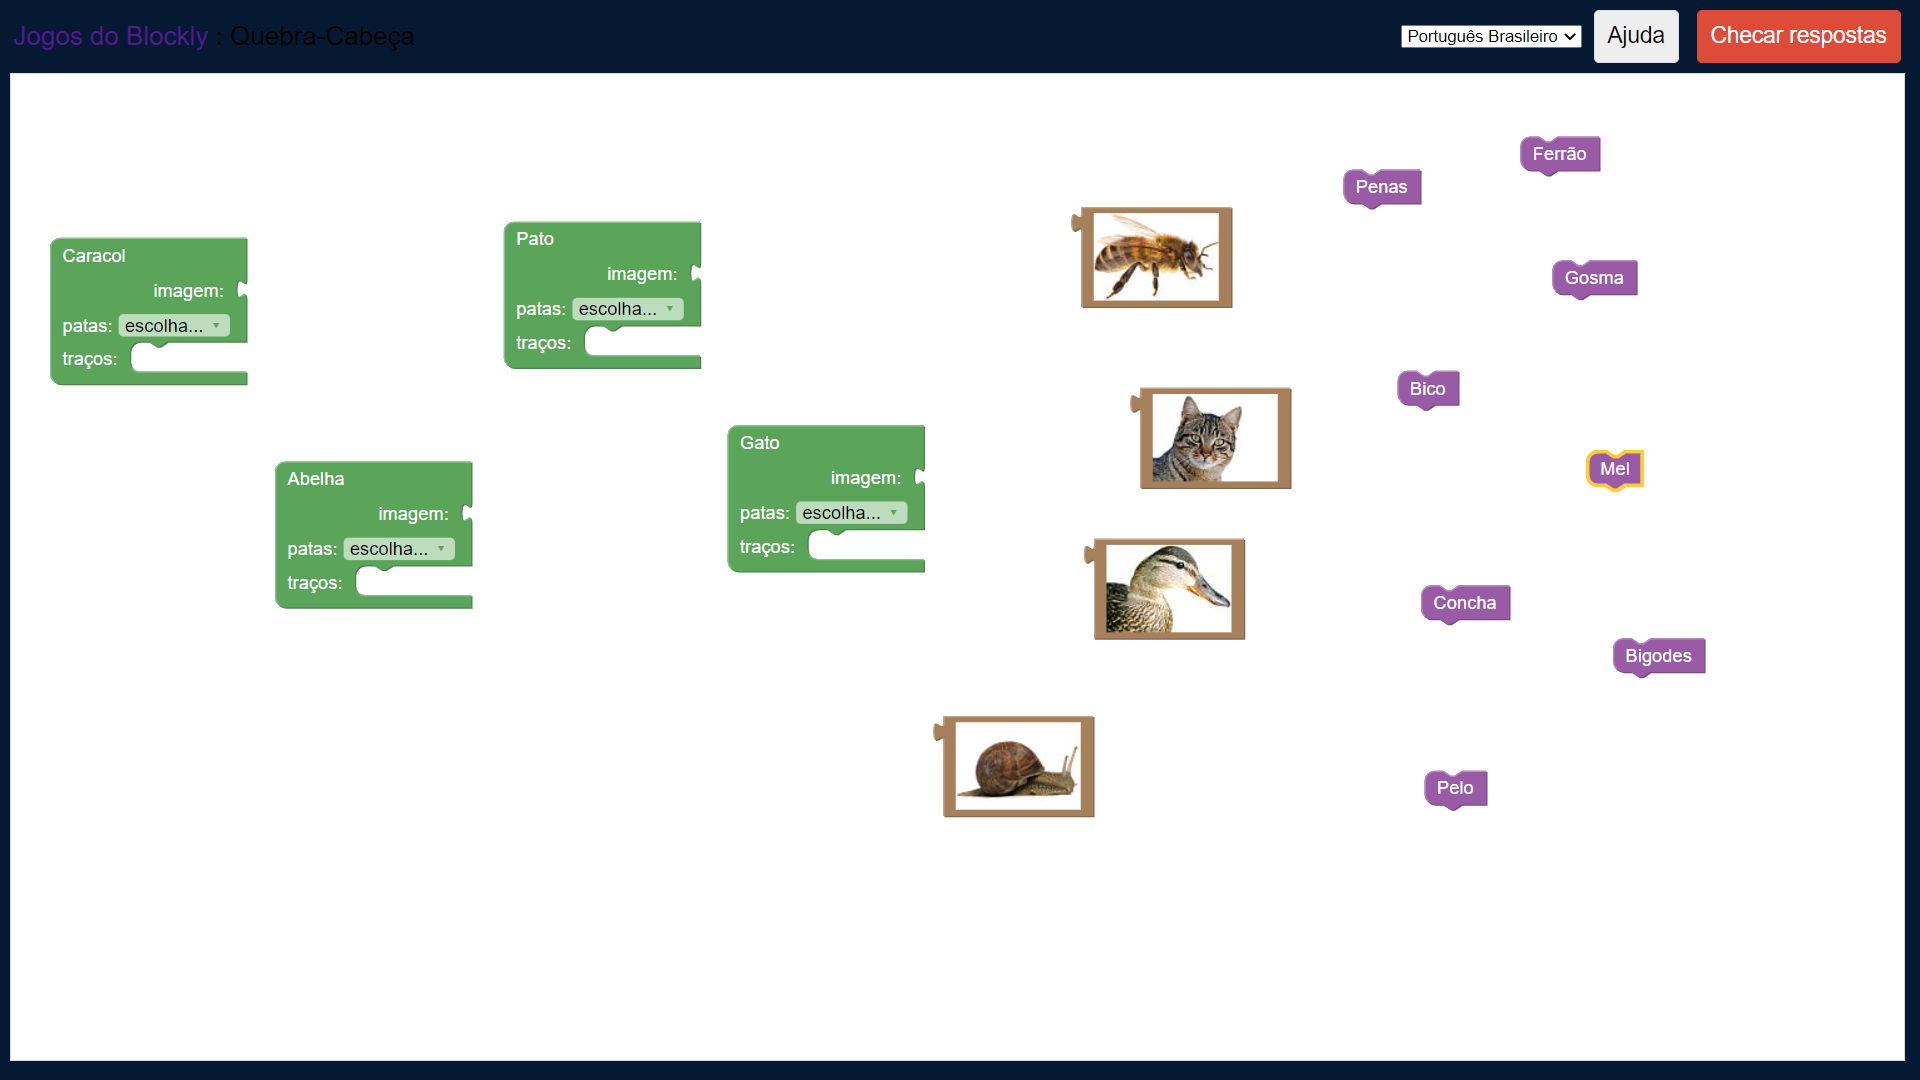 Jogos do Blockly : Quebra-Cabeça
Português Brasileiro
Ajuda
Checar respostas
Caracol
imagem:
patas: escolha...
traços:
Pato
imagem:
patas: escolha...
traços:
Abelha
imagem:
patas: escolha...
traços:
Gato
imagem:
patas: escolha...
traços:
Ferrão
Penas
Gosma
Bico
Mel
Concha
Bigodes
Pelo